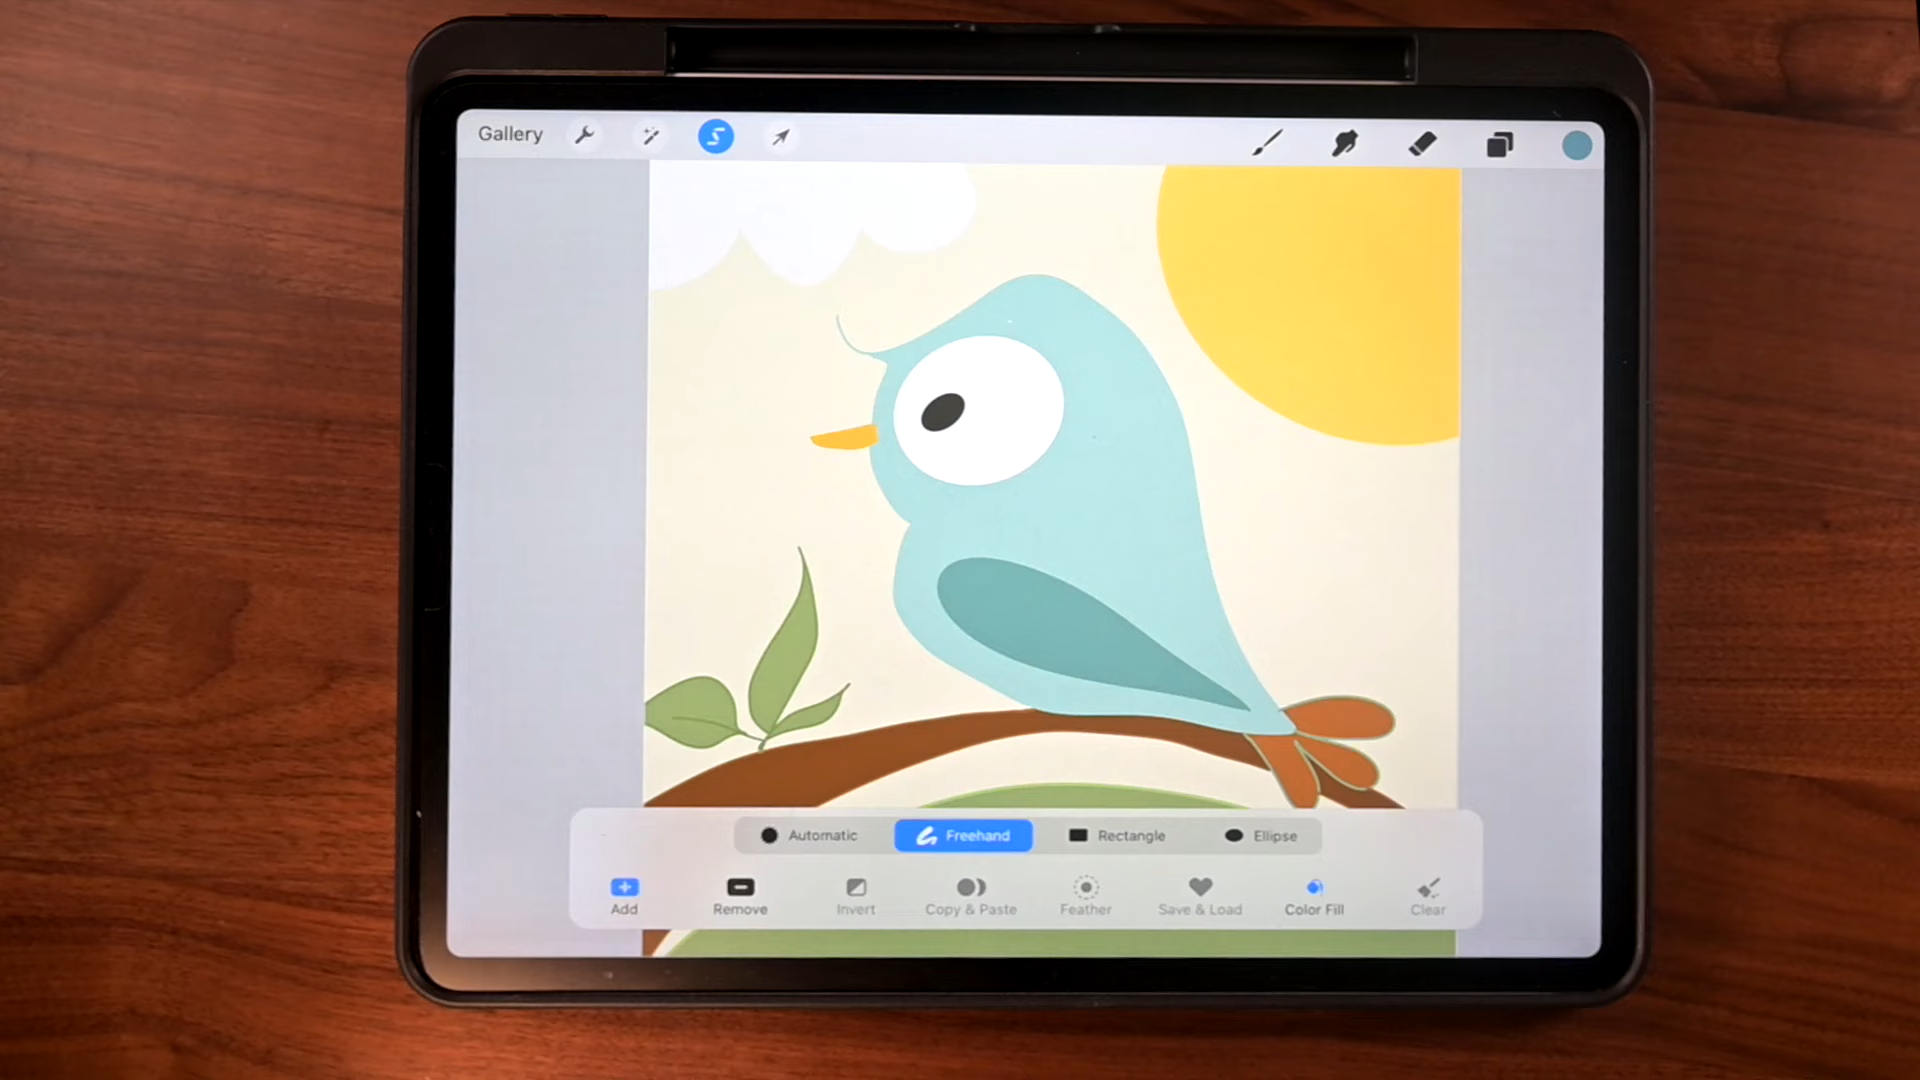 Gallery
Automatic Freehand Rectangle Ellipse
Add Remove Invert Copy & Paste Feather Save & Load Color Fill Clear